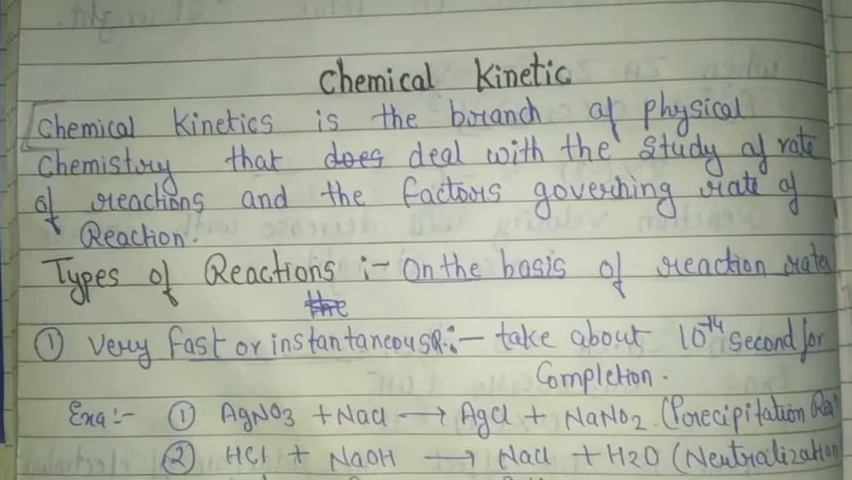 Chemical Kinetic
Chemical Kinetics is the branch of physical
Chemistry that does deal with the study of rate
of reactions and the factors governing rate of
Reaction.
Types of Reactions :- On the basis of reaction rates
the
① Very fast or instantaneous :- take about 10⁻¹⁴ second for
Completion.
Exa :- ① AgNO3 + NaCl → AgCl + NaNO2 (Precipitation
② HCl + NaOH → NaCl + H2O (Neutralization